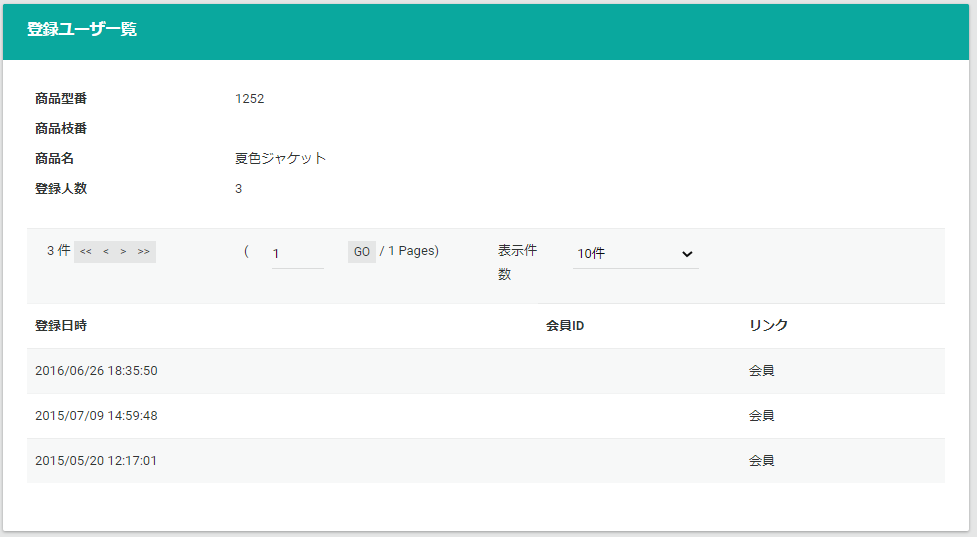 登録ユーザー覧
商品型番 1252
商品枝番
商品名 夏色ジャケット
登録人数 3
3 件 << < > >> ( 1 GO / 1 Pages) 表示件数 10件
登録日時 会員ID リンク
2016/06/26 18:35:50 会員
2015/07/09 14:59:48 会員
2015/05/20 12:17:01 会員